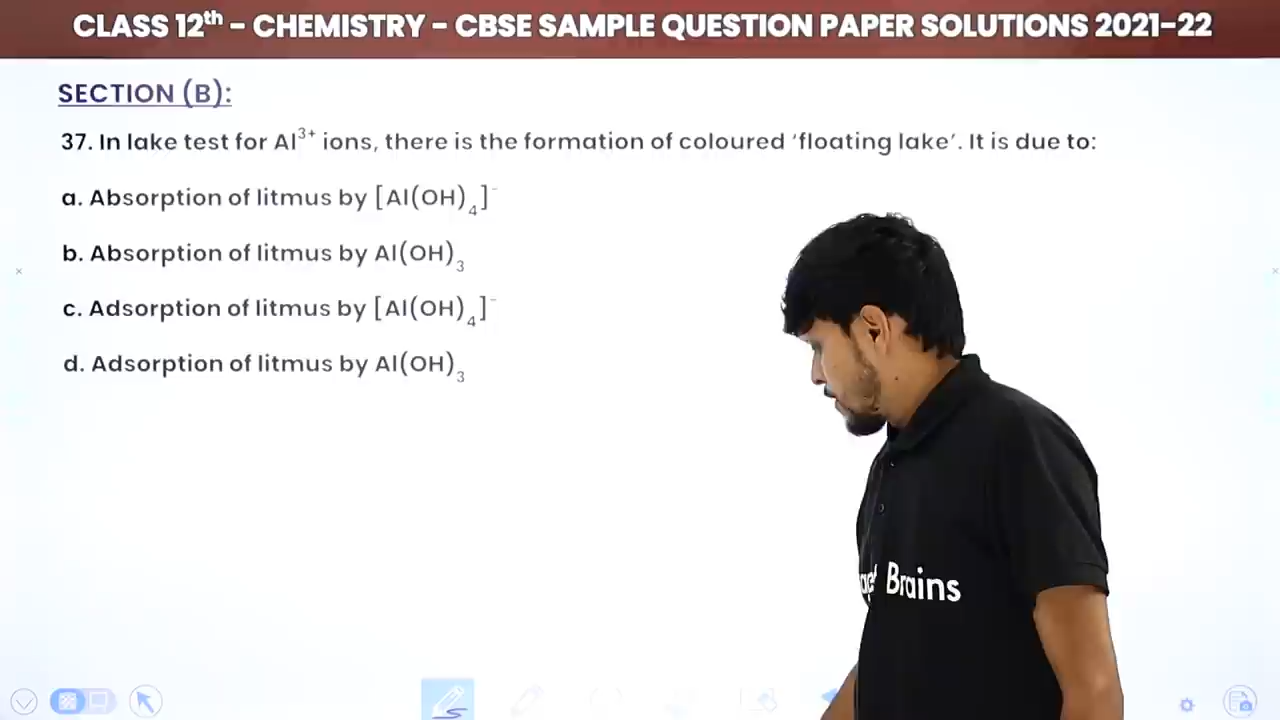 CLASS 12th - CHEMISTRY - CBSE SAMPLE QUESTION PAPER SOLUTIONS 2021-22
SECTION (B):
37. In lake test for Al³⁺ ions, there is the formation of coloured ‘floating lake’. It is due to:
a. Absorption of litmus by [Al(OH)₄]⁻
b. Absorption of litmus by Al(OH)₃
c. Adsorption of litmus by [Al(OH)₄]⁻
d. Adsorption of litmus by Al(OH)₃
Brains